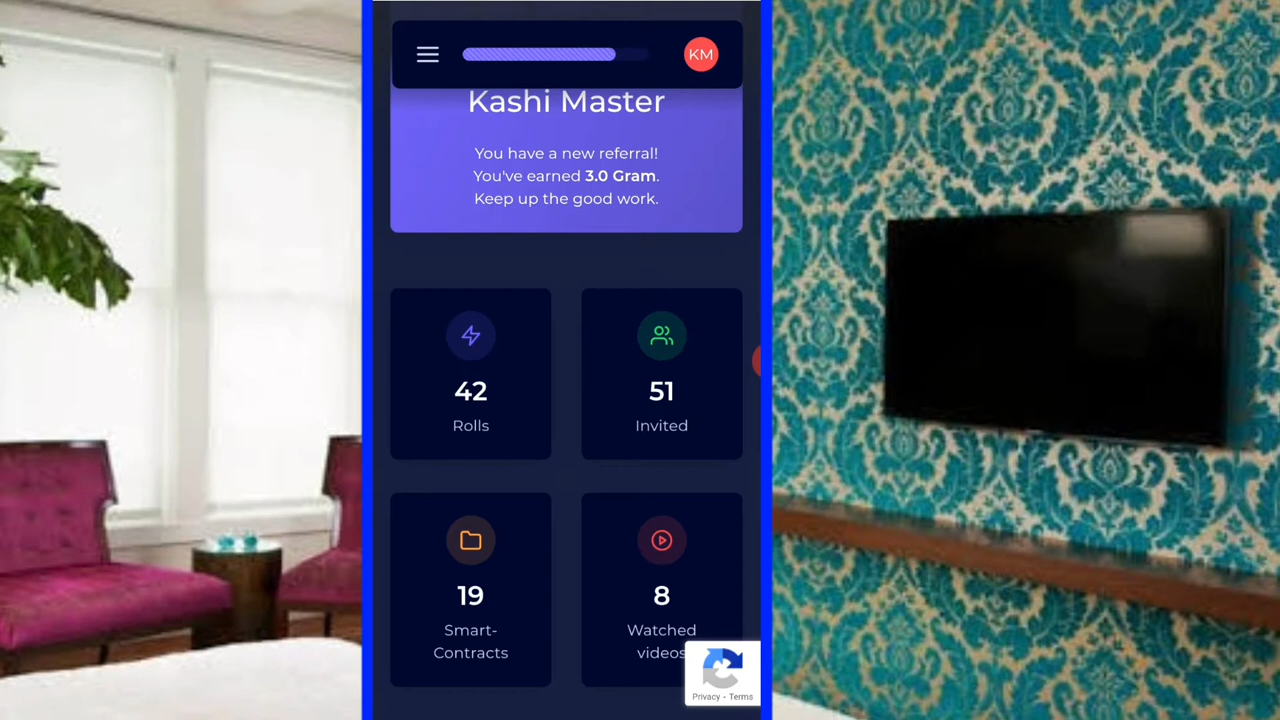 KM
Kashi Master
You have a new referral!
You've earned 3.0 Gram.
Keep up the good work.
42
Rolls
51
Invited
19
Smart-
Contracts
8
Watched
videos
Privacy - Terms